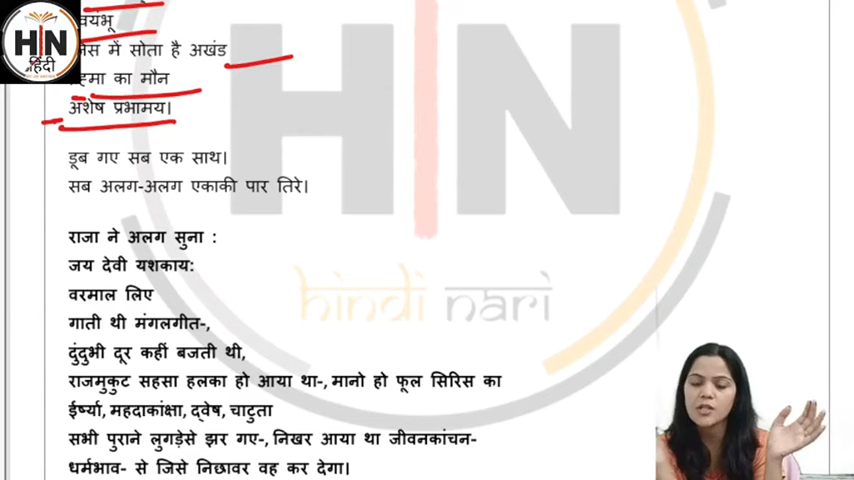 HIN
हिंदी
सोता है अखंड
का मौन
अशेष प्रभामय।
डूब गए सब एक साथ।
सब अलग-अलग एकाकी पार तिरे।
राजा ने अलग सुना :
जय देवी यशकाय:
वरमाल लिए
गाती थी मंगलगीत-,
दुंदुभी दूर कहीं बजती थी,
राजमुकुट सहसा हलका हो आया था-, मानो हो फूल सिरिस का
ईर्ष्या, महदाकांक्षा, द्वेष, चाटुता
सभी पुराने लुगड़ेसे झर गए-, निखर आया था जीवनकांचन-
धर्मभाव- से जिसे निछावर वह कर देगा।
HIN
hindi nari